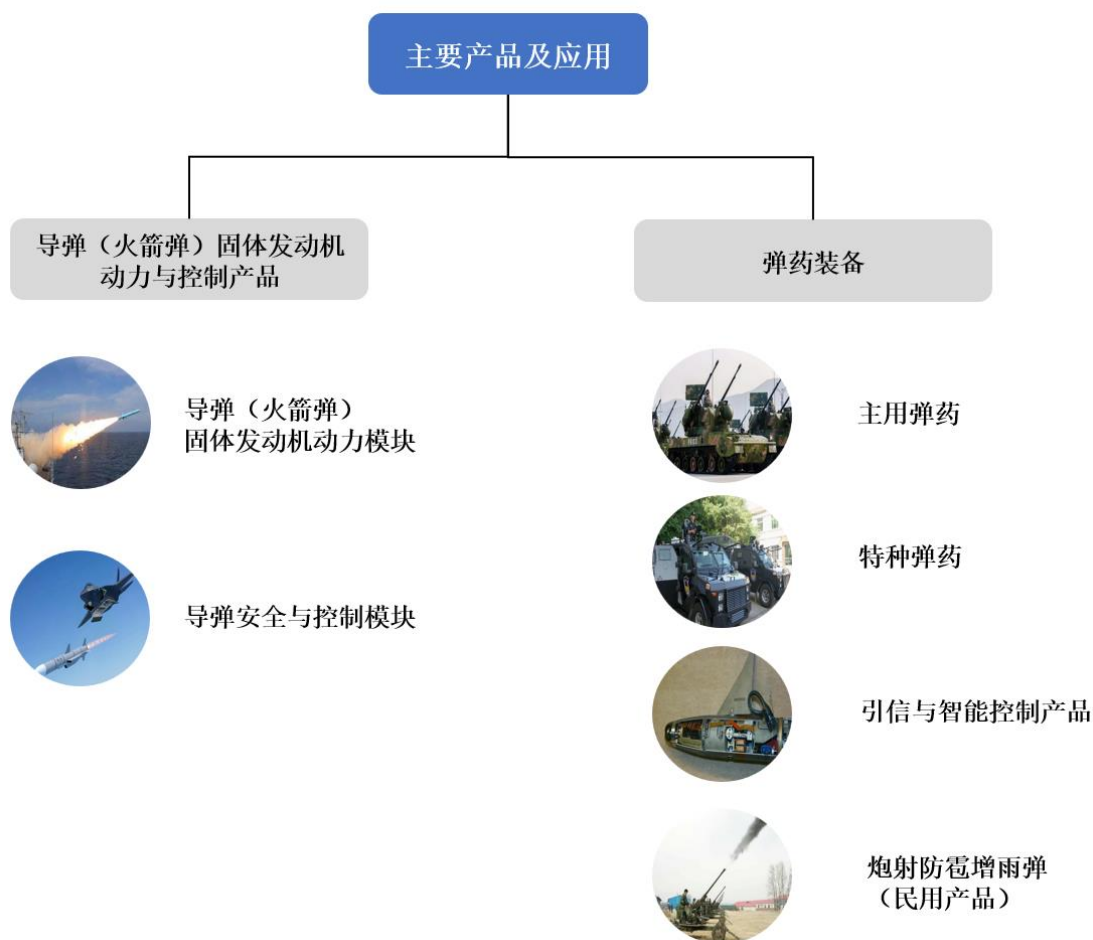 主要产品及应用
导弹（火箭弹）固体发动机
动力与控制产品
导弹（火箭弹）
固体发动机动力模块
导弹安全与控制模块
弹药装备
主用弹药
特种弹药
引信与智能控制产品
炮射防雹增雨弹
（民用产品）